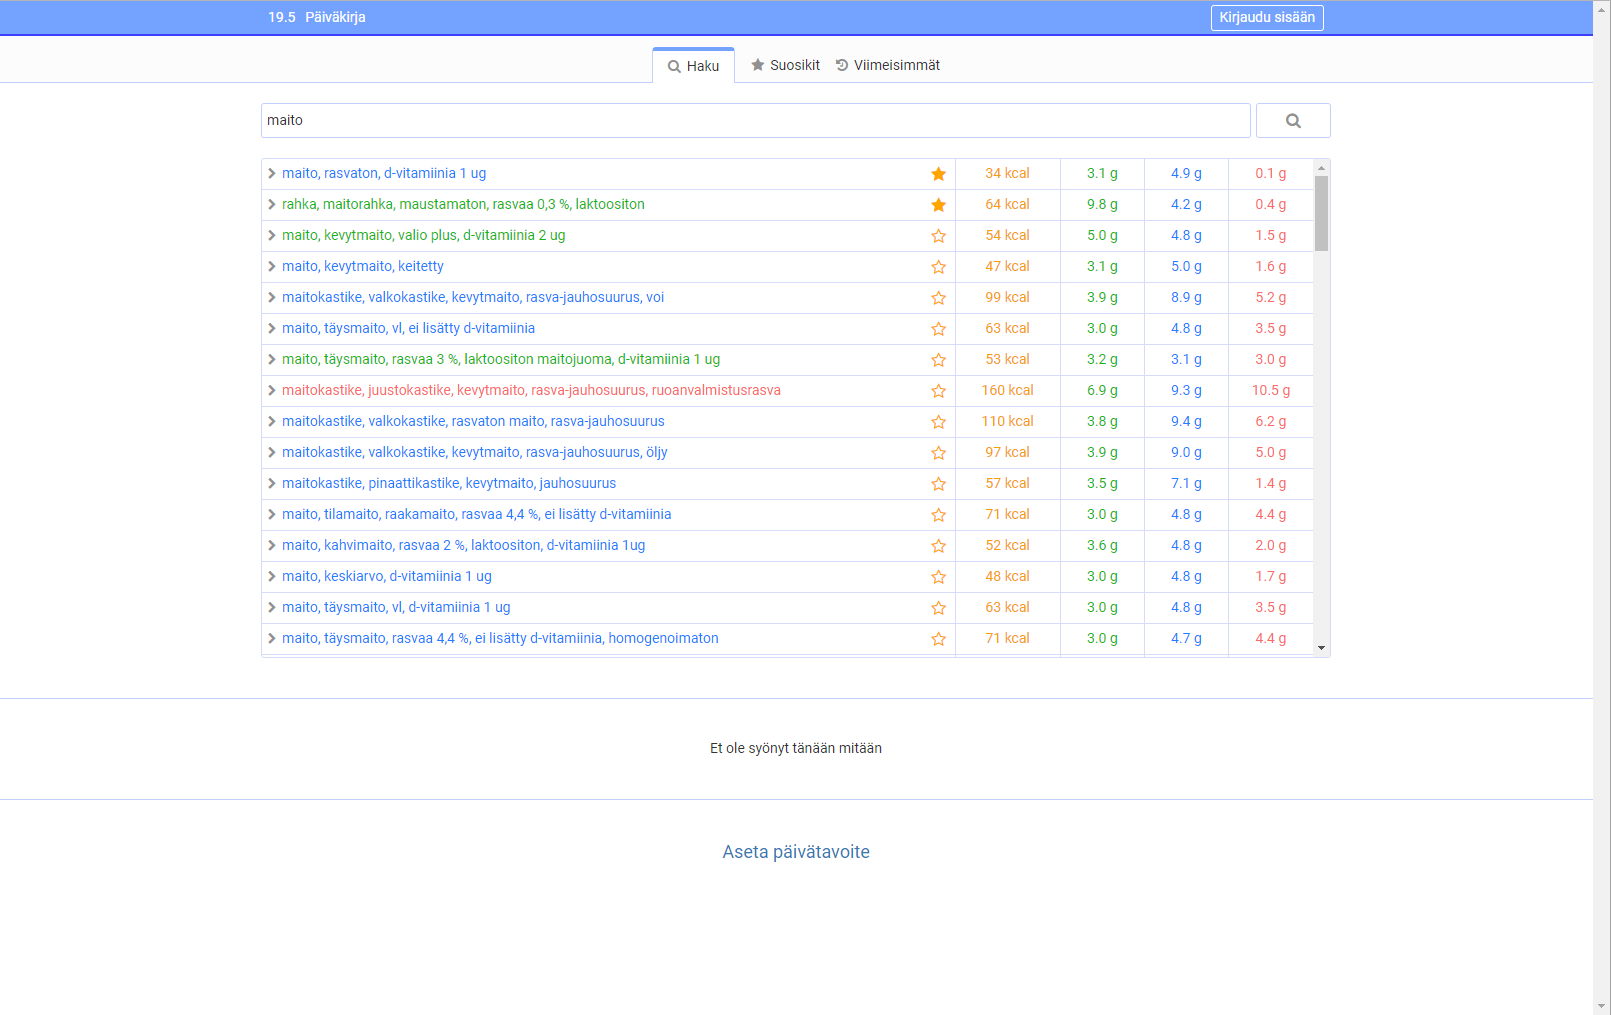 19.5 Päiväkirja Kirjaudu sisään
Haku Suosikit Viimeisimmät
maito
maito, rasvaton, d-vitamiinia 1 ug 34 kcal 3.1 g 4.9 g 0.1 g
rahka, maitorahka, maustamaton, rasvaa 0,3 %, laktoositon 64 kcal 9.8 g 4.2 g 0.4 g
maito, kevytmaito, valio plus, d-vitamiinia 2 ug 54 kcal 5.0 g 4.8 g 1.5 g
maito, kevytmaito, keitetty 47 kcal 3.1 g 5.0 g 1.6 g
maitokastike, valkokastike, kevytmaito, rasva-jauhosuurus, voi 99 kcal 3.9 g 8.9 g 5.2 g
maito, täysmaito, vl, ei lisätty d-vitamiinia 63 kcal 3.0 g 4.8 g 3.5 g
maito, täysmaito, rasvaa 3 %, laktoositon maitojuoma, d-vitamiinia 1 ug 53 kcal 3.2 g 3.1 g 3.0 g
maitokastike, juustokastike, kevytmaito, rasva-jauhosuurus, ruoanvalmistusrasva 160 kcal 6.9 g 9.3 g 10.5 g
maitokastike, valkokastike, rasvaton maito, rasva-jauhosuurus 110 kcal 3.8 g 9.4 g 6.2 g
maitokastike, valkokastike, kevytmaito, rasva-jauhosuurus, öljy 97 kcal 3.9 g 9.0 g 5.0 g
maitokastike, pinaattikastike, kevytmaito, jauhosuurus 57 kcal 3.5 g 7.1 g 1.4 g
maito, tilamaito, raakamaito, rasvaa 4,4 %, ei lisätty d-vitamiinia 71 kcal 3.0 g 4.8 g 4.4 g
maito, kahvimaito, rasvaa 2 %, laktoositon, d-vitamiinia 1ug 52 kcal 3.6 g 4.8 g 2.0 g
maito, keskiarvo, d-vitamiinia 1 ug 48 kcal 3.0 g 4.8 g 1.7 g
maito, täysmaito, vl, d-vitamiinia 1 ug 63 kcal 3.0 g 4.8 g 3.5 g
maito, täysmaito, rasvaa 4,4 %, ei lisätty d-vitamiinia, homogenoimaton 71 kcal 3.0 g 4.7 g 4.4 g
Et ole syönyt tänään mitään
Aseta päivätavoite